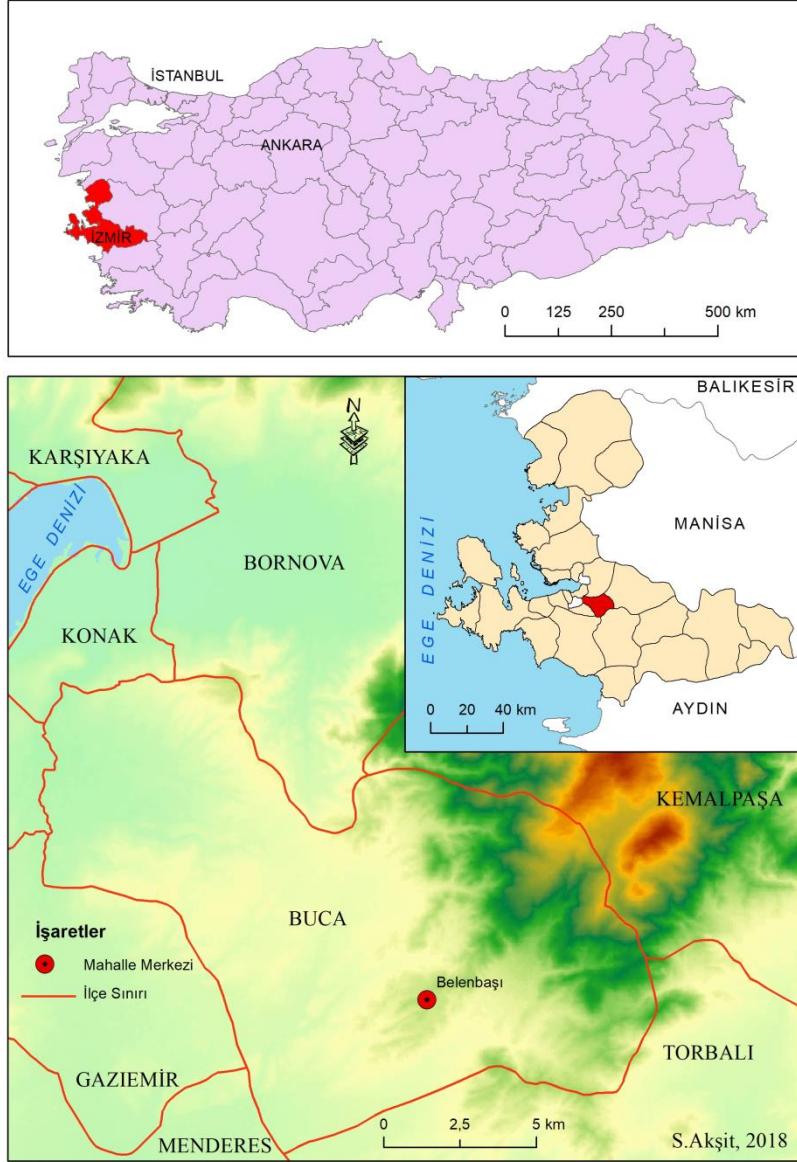 İSTANBUL
ANKARA
İZMİR
0 125 250 500 km
BALIKESİR
N
KARŞIYAKA
EGE DENİZİ
BORNOVA
MANİSA
EGE DENİZİ
KONAK
AYDIN
0 20 40 km
KEMALPAŞA
BUCA
İşaretler
Mahalle Merkezi
İlçe Sınırı
Belenbaşı
TORBALI
GAZIEMİR
MENDERES
0 2,5 5 km
S.Akşit, 2018